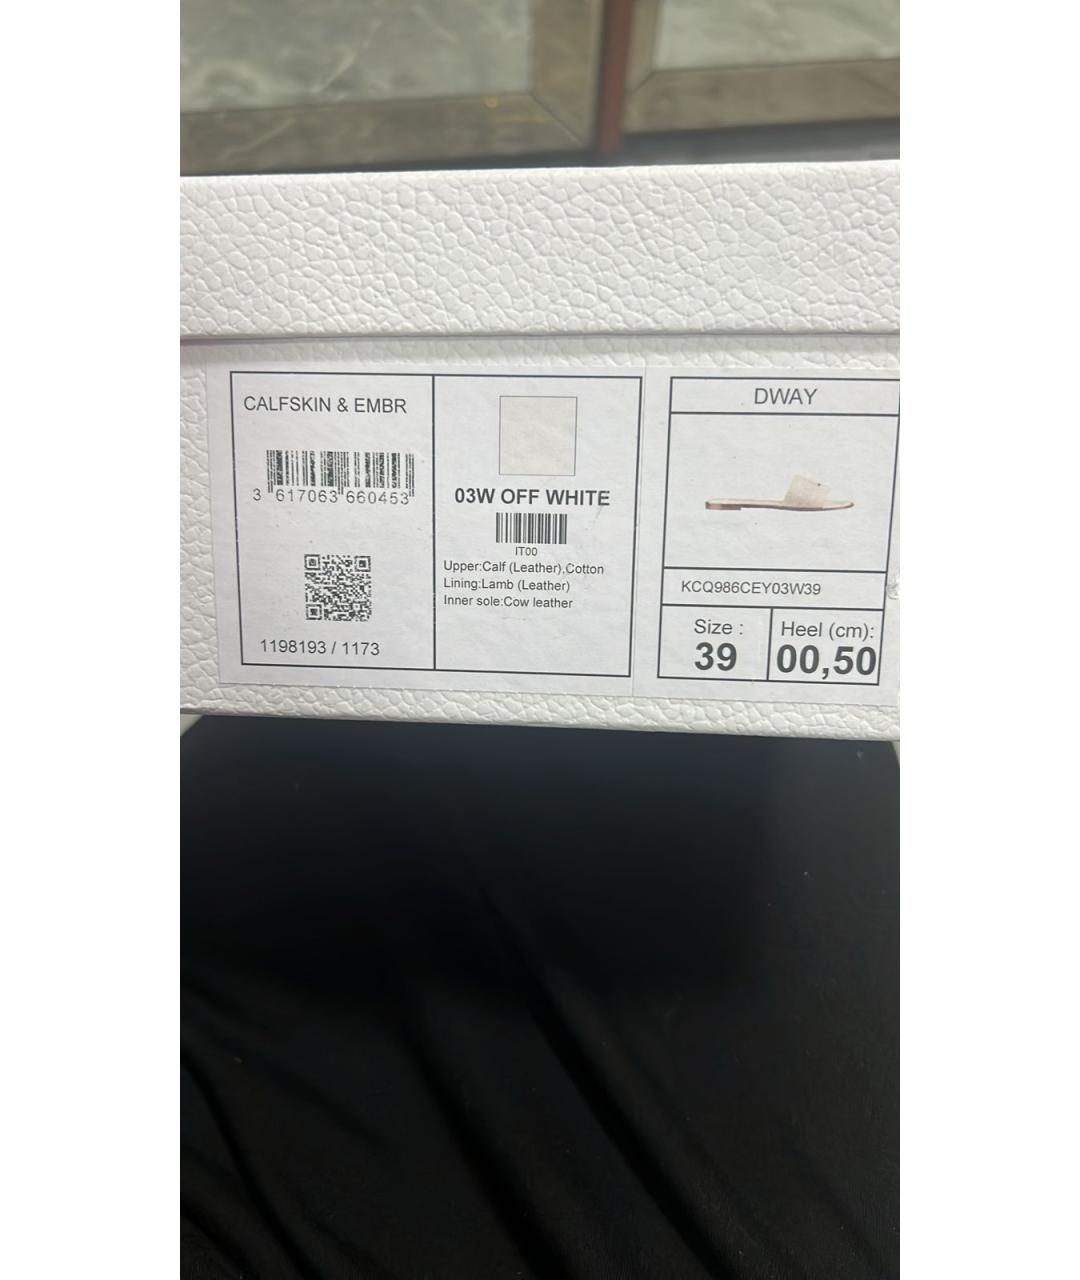 CALFSKIN & EMBR
3 617063 660453
1198193 / 1173
03W OFF WHITE
IT00
Upper:Calf (Leather),Cotton
Lining:Lamb (Leather)
Inner sole:Cow leather
DWAY
KCQ986CEY03W39
Size :
39
Heel (cm):
00,50